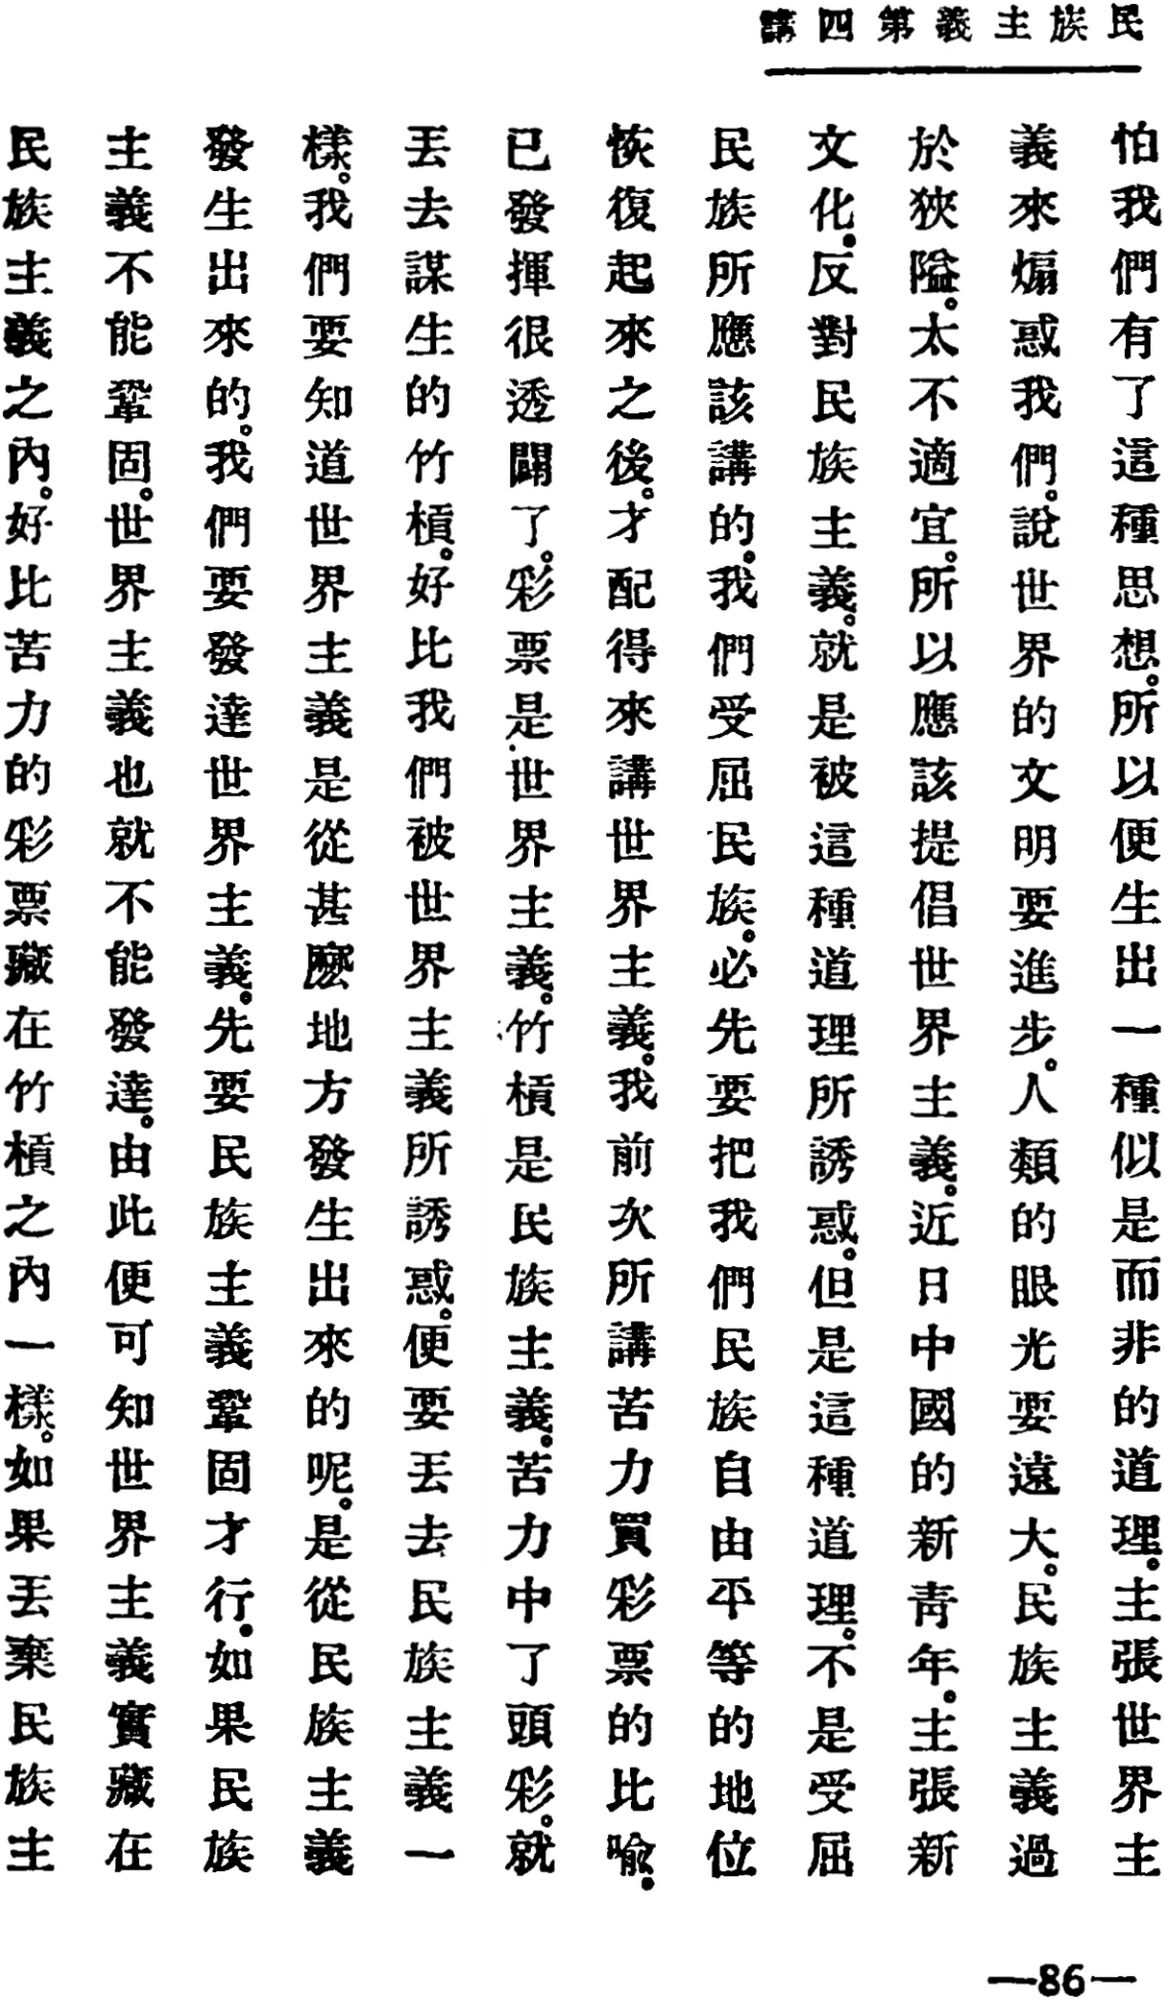 民族主義第四講
怕我們有了這種思想。所以便生出一種似是而非的道理。主張世界主
義來煽惑我們。說世界的文明要進步。人類的眼光要遠大。民族主義過
於狹隘。太不適宜。所以應該提倡世界主義。近日中國的新青年。主張新
文化。反對民族主義。就是被這種道理所誘惑。但是這種道理。不是受屈
民族所應該講的。我們受屈民族。必先要把我們民族自由平等的地位
恢復起來之後。才配得來講世界主義。我前次所講苦力買彩票的比喻。
已發揮很透闢了。彩票是世界主義。竹槓是民族主義。苦力中了頭彩。就
丟去謀生的竹槓。好比我們被世界主義所誘惑。便要丟去民族主義一
樣。我們要知道世界主義是從甚麼地方發生出來的呢。是從民族主義
發生出來的。我們要發達世界主義。先要民族主義鞏固才行。如果民族
主義不能鞏固。世界主義也就不能發達。由此便可知世界主義實藏在
民族主義之內。好比苦力的彩票藏在竹槓之內一樣。如果丟棄民族主
—86—